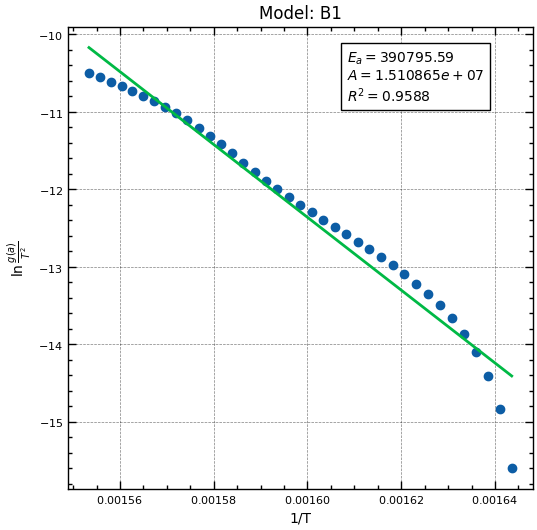 Model: B1
−10
−11
−12
−13
−14
−15
ln g(a)/T²
E_a = 390795.59
A = 1.510865e + 07
R² = 0.9588
0.00156 0.00158 0.00160 0.00162 0.00164
1/T